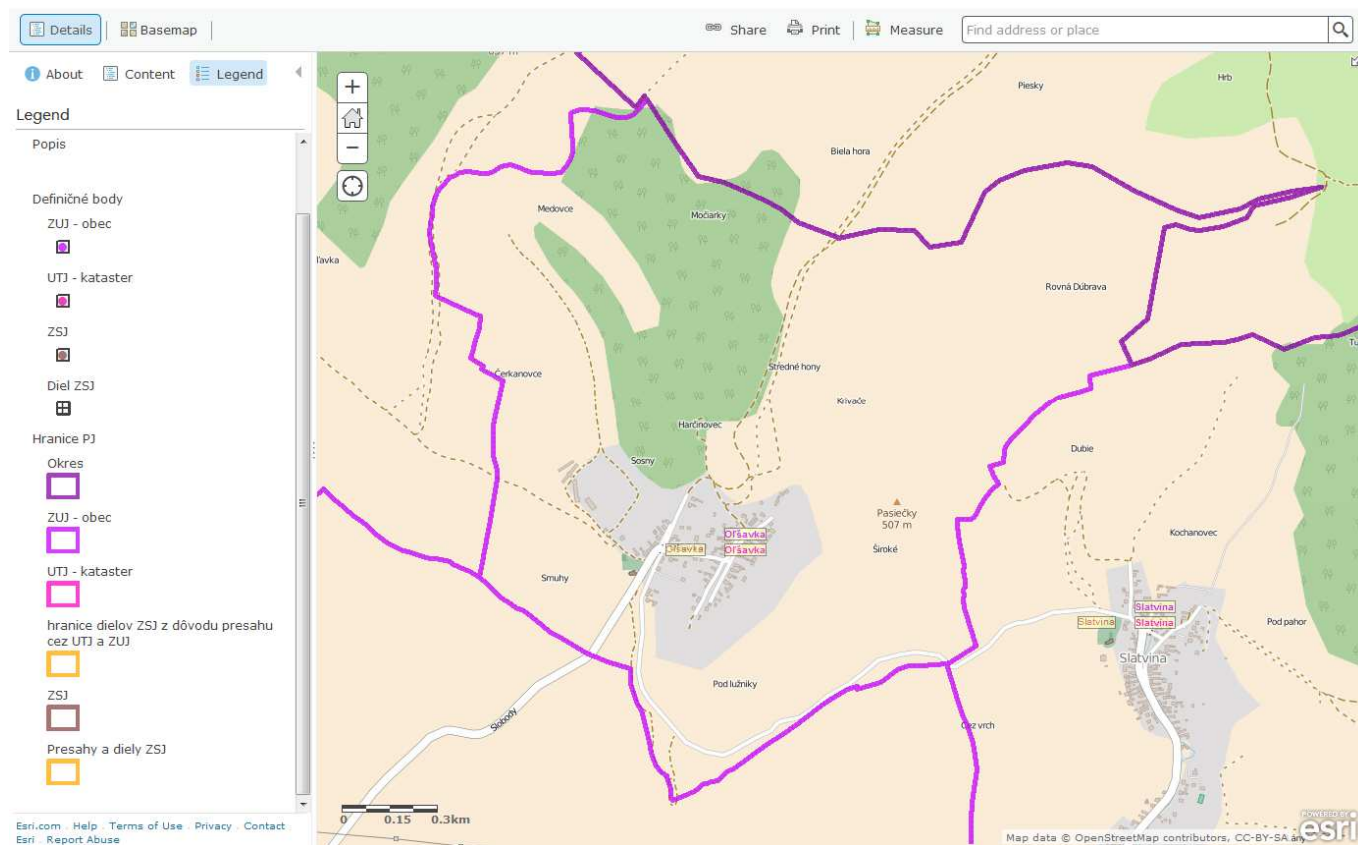 Details
Basemap
Share
Print
Measure
Find address or place
About
Content
Legend
Legend
Popis
Definičné body
ZUJ - obec
UTJ - kataster
ZSJ
Diel ZSJ
Hranice PJ
Okres
ZUJ - obec
UTJ - kataster
hranice dielov ZSJ z dôvodu presahu
cez UTJ a ZUJ
ZSJ
Presahy a diely ZSJ
Esri.com . Help . Terms of Use . Privacy . Contact
Esri . Report Abuse
Piesky
Hrb
Biela hora
Medovce
Močiarky
Rovná Dúbrava
Stredné hony
Čerkanovce
Krivače
Harčinovec
Dubie
Sosny
Pasiečky
507 m
Široké
Kochanovec
Oľšavka
Oľšavka
Oľšavka
Smuhy
Slatvina
Slatvina
Slatvina
Pod pahor
Slatvina
Pod lužniky
Slobody
Cez vrch
0 0.15 0.3km
Map data © OpenStreetMap contributors, CC-BY-SA
POWERED BY
esri